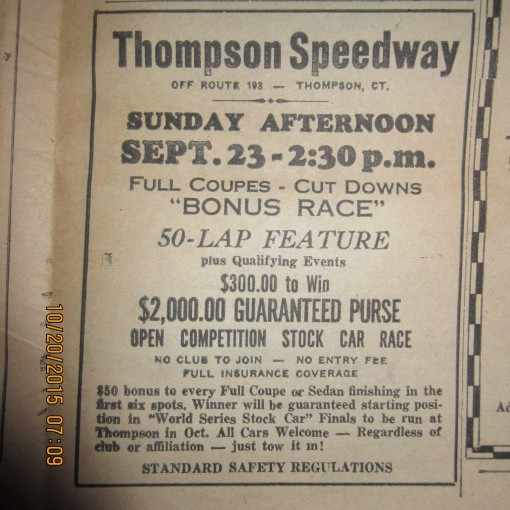 Thompson Speedway
OFF ROUTE 193 — THOMPSON, CT.
SUNDAY AFTERNOON
SEPT. 23 - 2:30 p.m.
FULL COUPES - CUT DOWNS
"BONUS RACE"
50-LAP FEATURE
plus Qualifying Events
$300.00 to Win
$2,000.00 GUARANTEED PURSE
OPEN COMPETITION STOCK CAR RACE
NO CLUB TO JOIN — NO ENTRY FEE
FULL INSURANCE COVERAGE
$50 bonus to every Full Coupe or Sedan finishing in the
first six spots. Winner will be guaranteed starting posi-
tion in "World Series Stock Car" Finals to be run at
Thompson in Oct. All Cars Welcome — Regardless of
club or affiliation — just tow it in!
STANDARD SAFETY REGULATIONS
10/20/2015 07:09